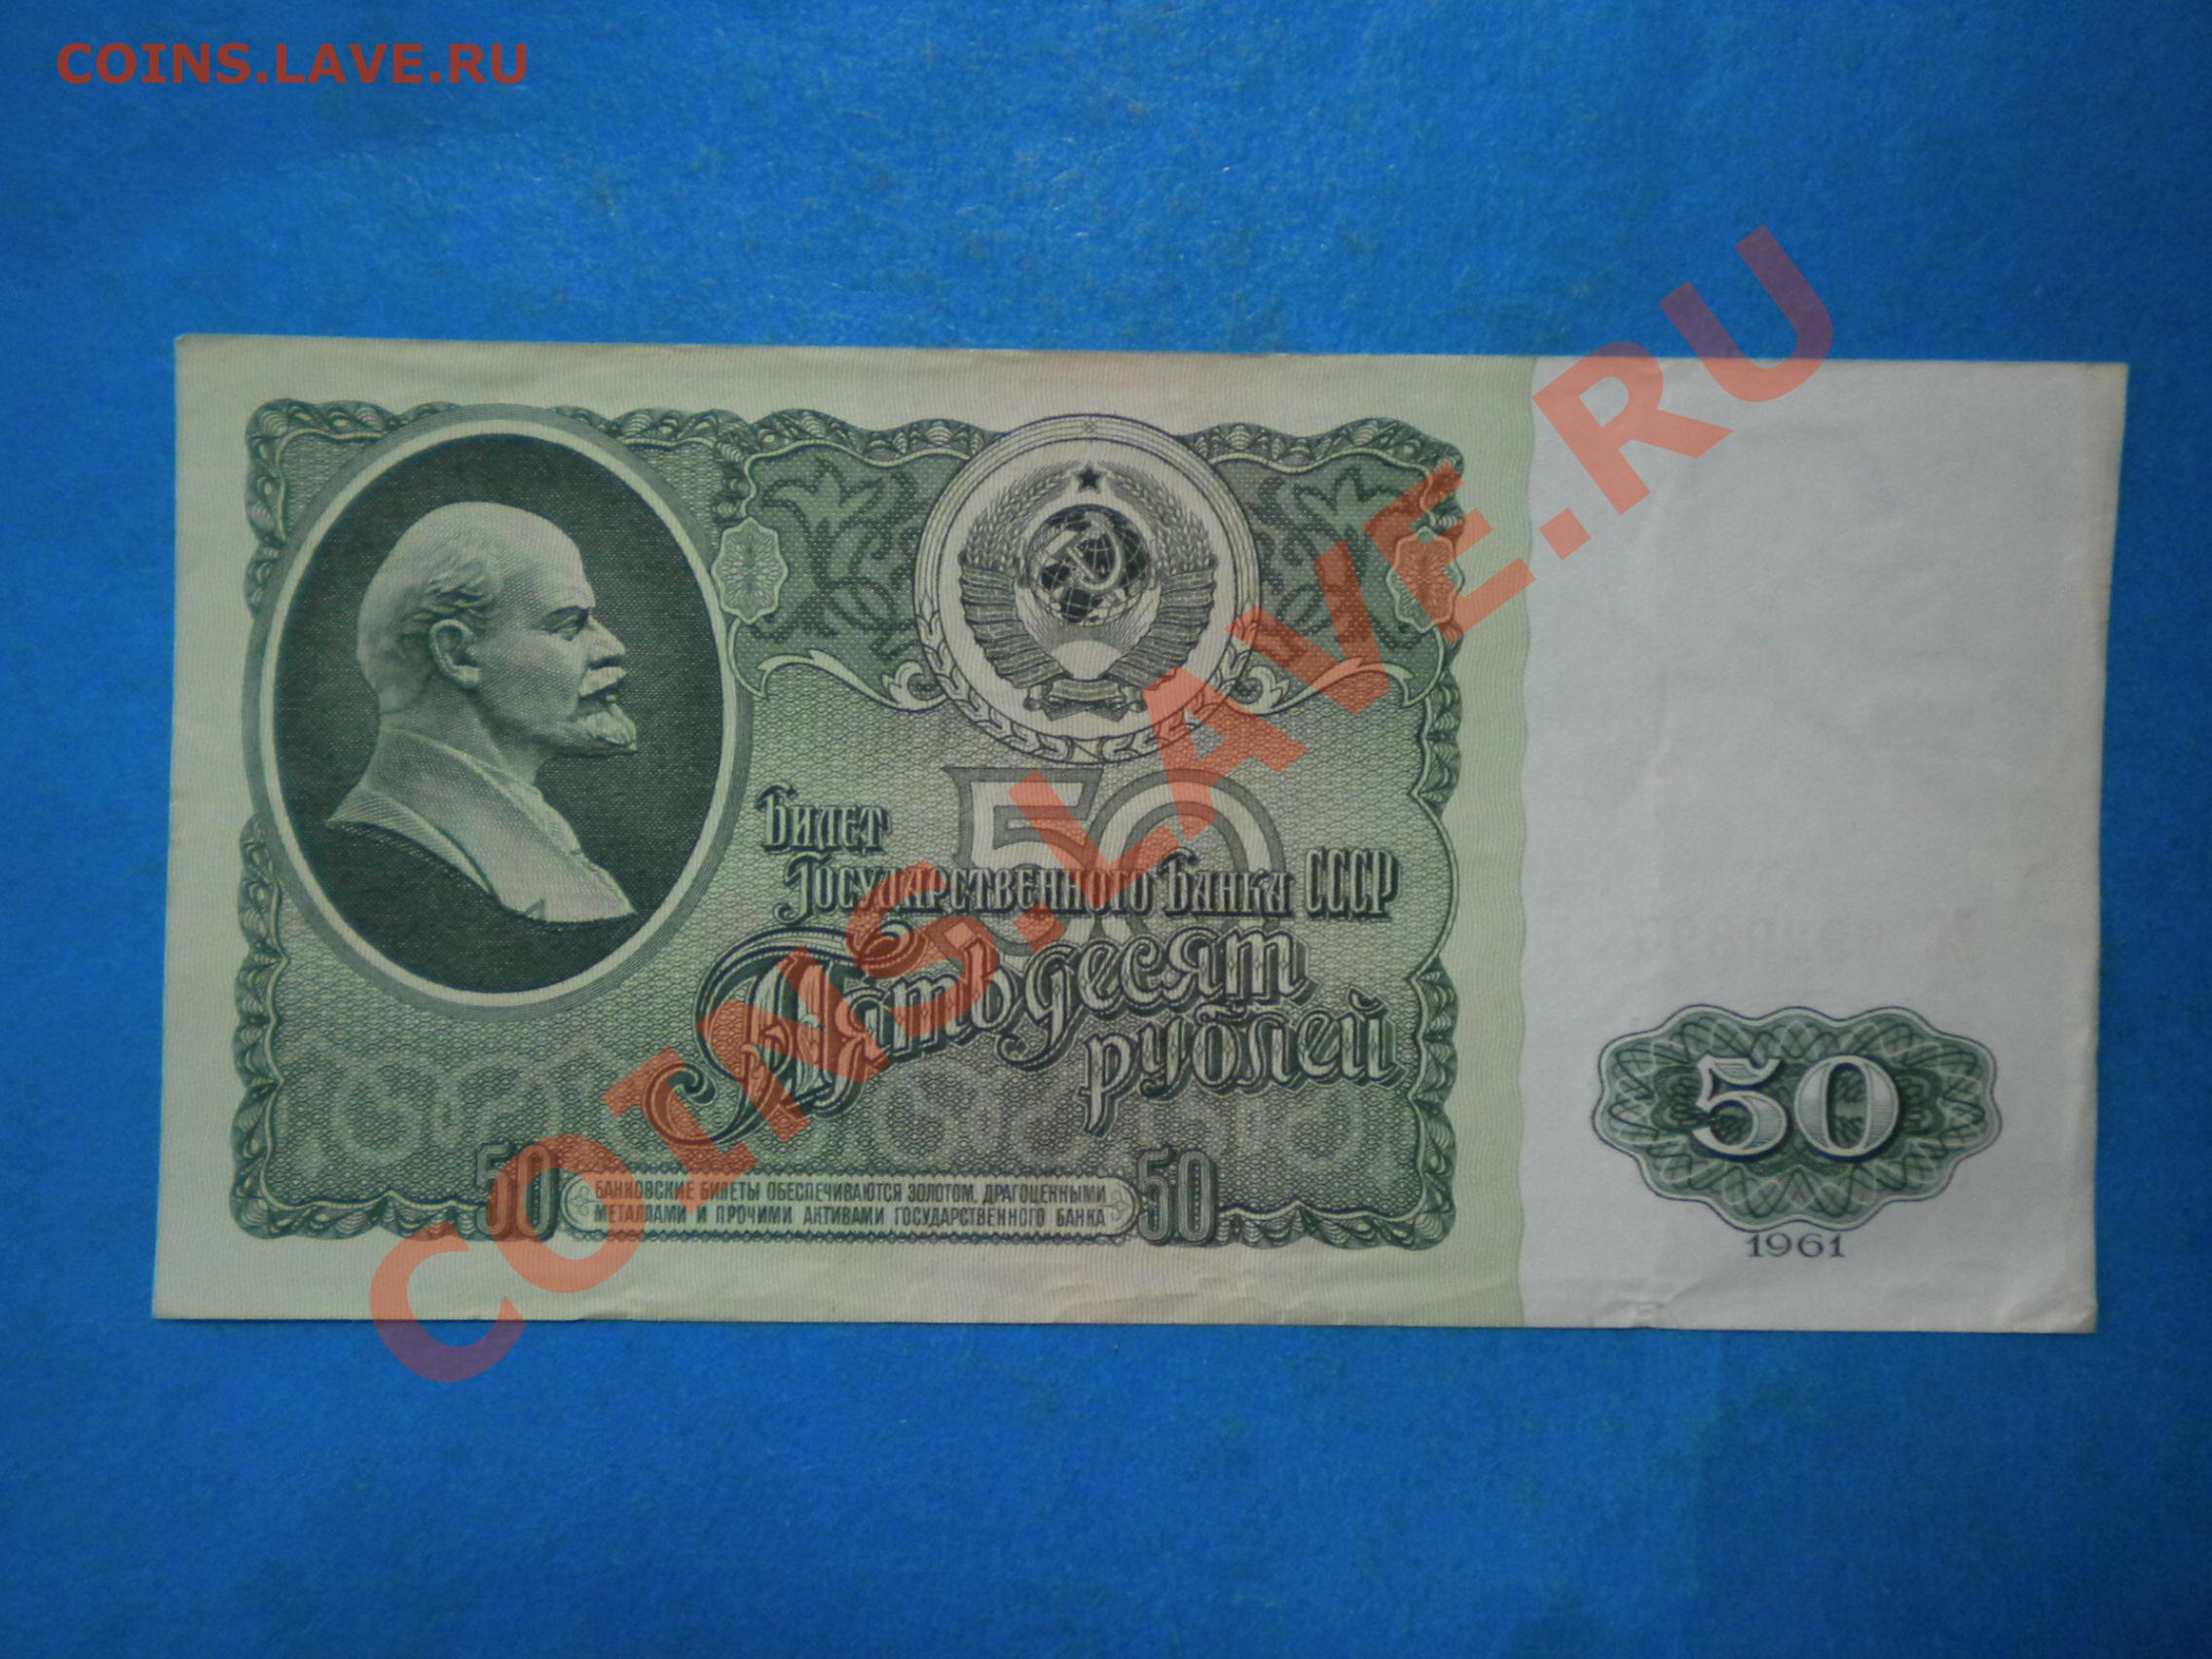 COINS.LAVE.RU
Билет
Государственного Банка СССР
50
Пятьдесят
рублей
50
БАНКОВСКИЕ БИЛЕТЫ ОБЕСПЕЧИВАЮТСЯ ЗОЛОТОМ, ДРАГОЦЕННЫМИ
МЕТАЛЛАМИ И ПРОЧИМИ АКТИВАМИ ГОСУДАРСТВЕННОГО БАНКА
50
50
1961
COINS.LAVE.RU